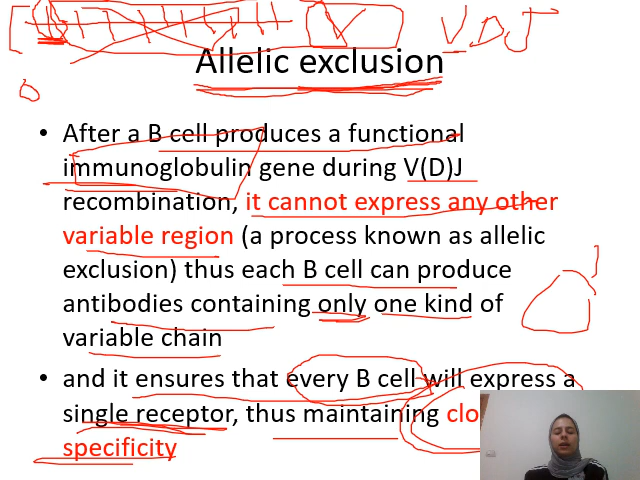 V D J
Allelic exclusion
• After a B cell produces a functional
immunoglobulin gene during V(D)J
recombination, it cannot express any other
variable region (a process known as allelic
exclusion) thus each B cell can produce
antibodies containing only one kind of
variable chain
• and it ensures that every B cell will express a
single receptor, thus maintaining clo
specificity